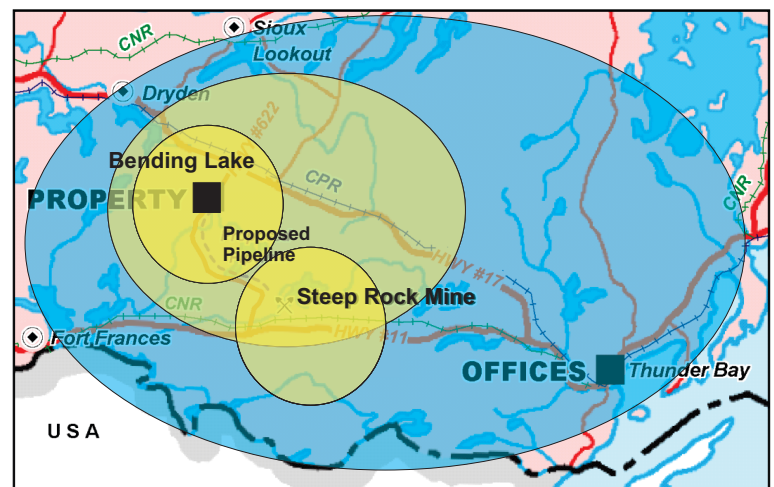 CNR
Sioux
Lookout
Dryden
HWY #622
Bending Lake
PROPERTY
CPR
CNR
Proposed
Pipeline
HWY #17
Steep Rock Mine
CNR
HWY #11
Fort Frances
OFFICES
Thunder Bay
USA